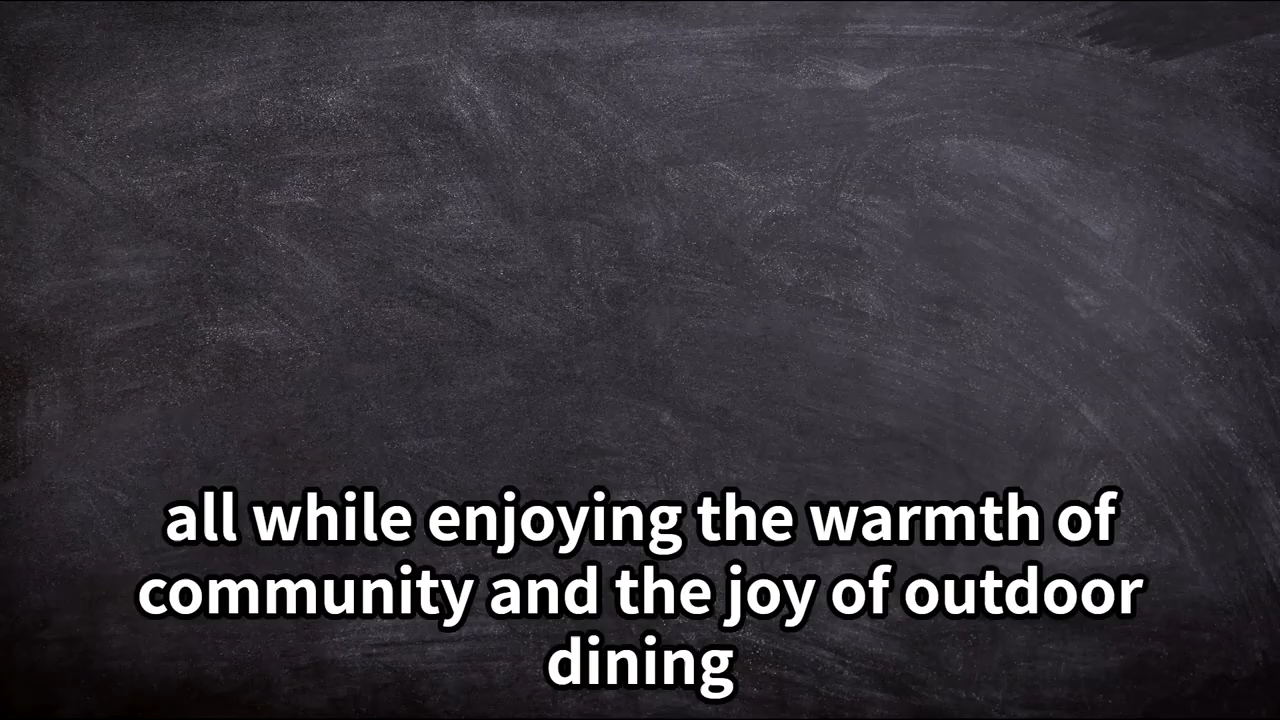 all while enjoying the warmth of
community and the joy of outdoor
dining